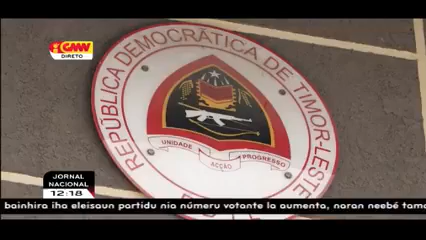 GMN
DIRETO
REPÚBLICA DEMOCRÁTICA DE TIMOR-LESTE
UNIDADE
ACÇÃO
PROGRESSO
JORNAL
NACIONAL
12:18
bainhira iha eleisaun partidu nia númeru votante la aumenta, naran neebé